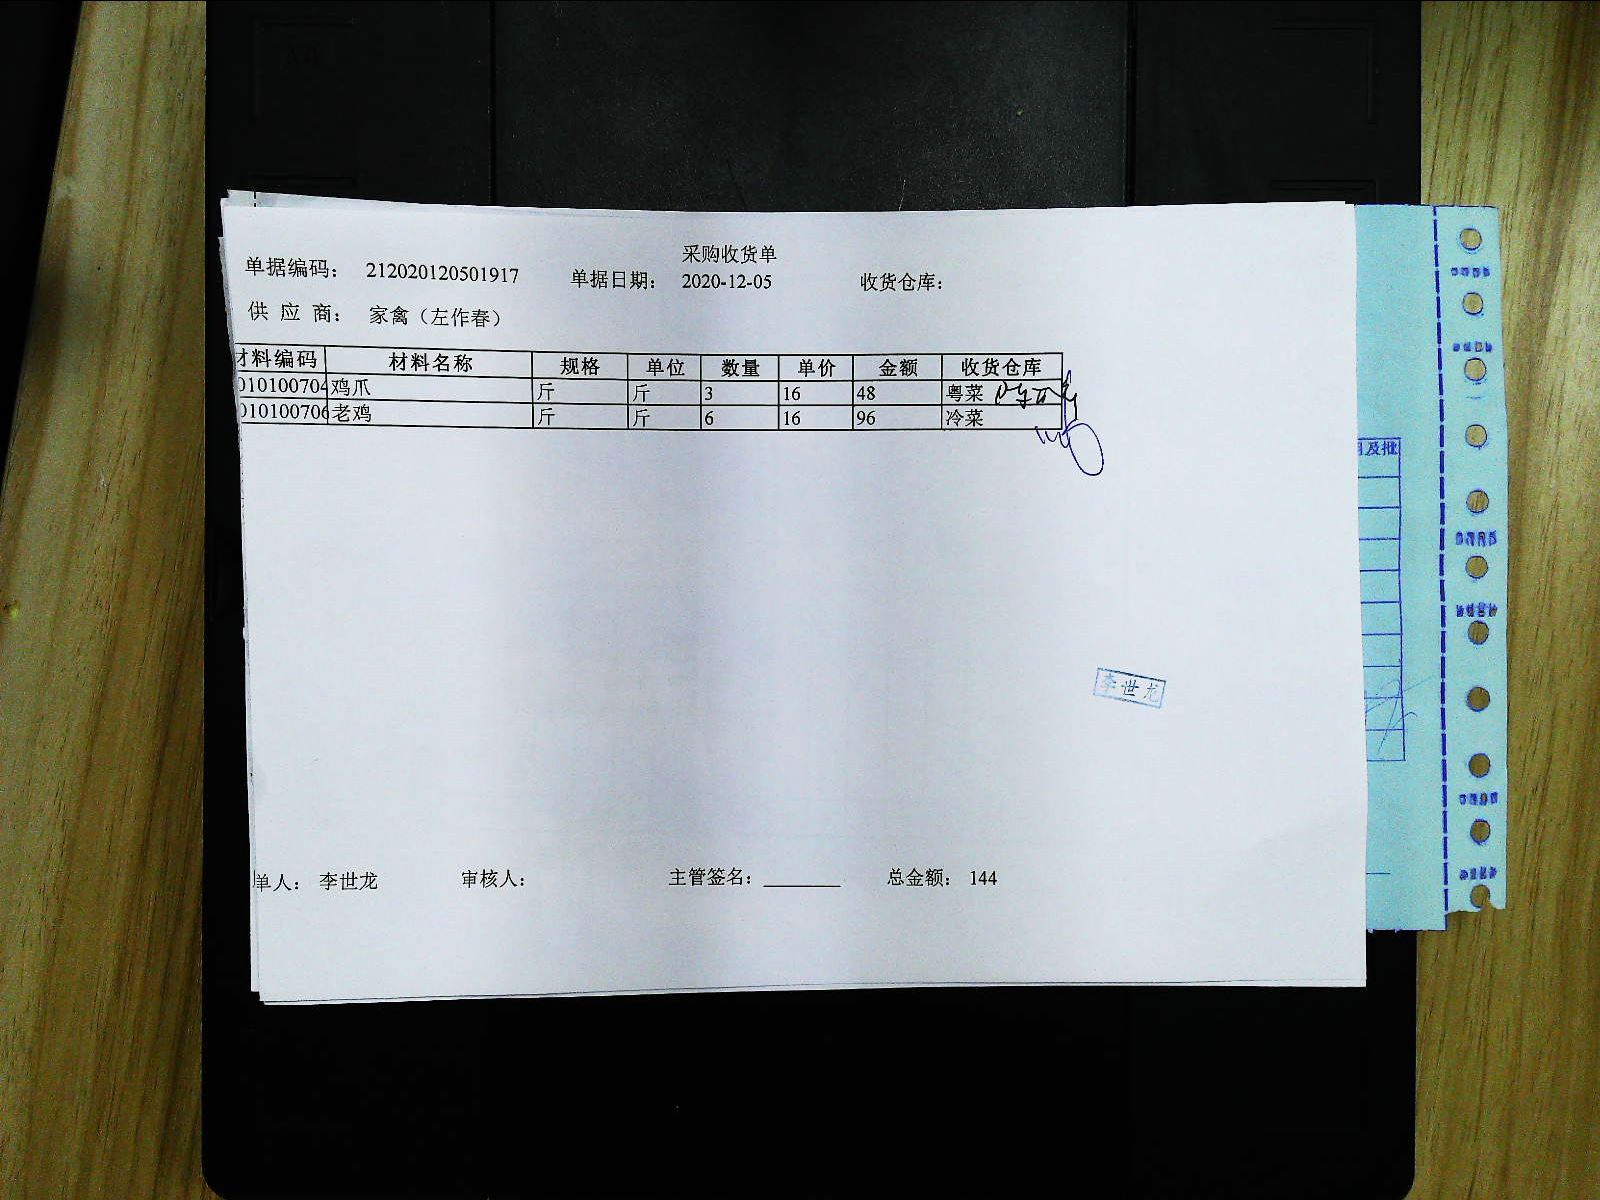 采购收货单
单据编码： 212020120501917 单据日期： 2020-12-05 收货仓库：
供 应 商： 家禽（左作春）
材料编码 材料名称 规格 单位 数量 单价 金额 收货仓库
010100704 鸡爪 斤 斤 3 16 48 粤菜
010100706 老鸡 斤 斤 6 16 96 冷菜
月及批
李世龙
单人： 李世龙 审核人： 主管签名：________ 总金额： 144